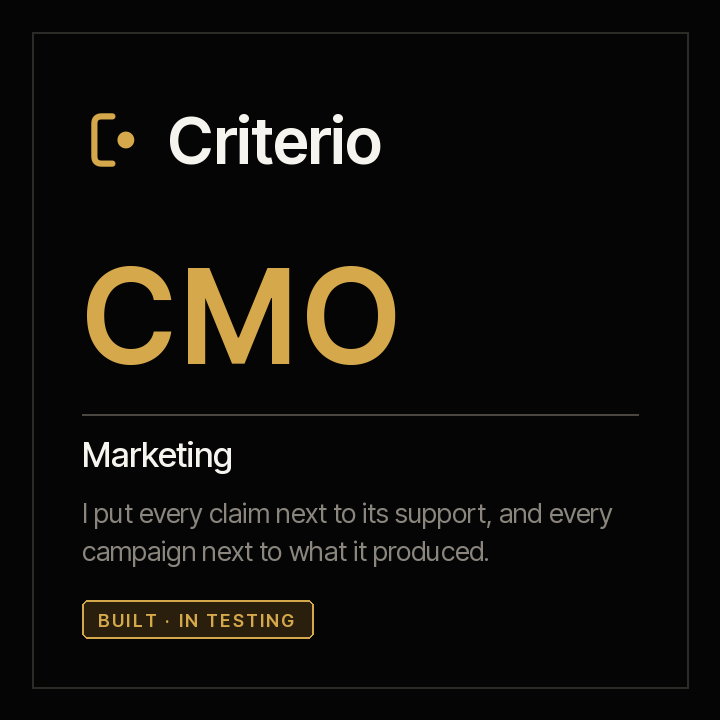 Criterio
CMO
Marketing
I put every claim next to its support, and every
campaign next to what it produced.
BUILT · IN TESTING